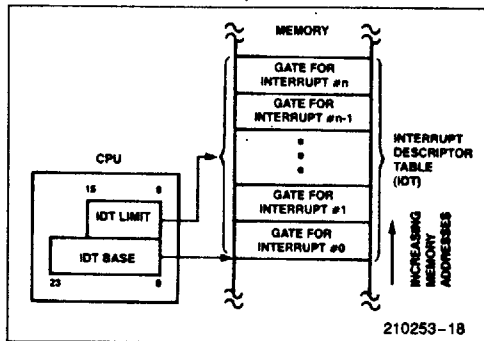 MEMORY
GATE FOR
INTERRUPT #n
GATE FOR
INTERRUPT #n-1
CPU
15 0
IDT LIMIT
IDT BASE
23 0
GATE FOR
INTERRUPT #1
GATE FOR
INTERRUPT #0
INTERRUPT
DESCRIPTOR
TABLE
(IDT)
INCREASING
MEMORY
ADDRESSES
210253-18